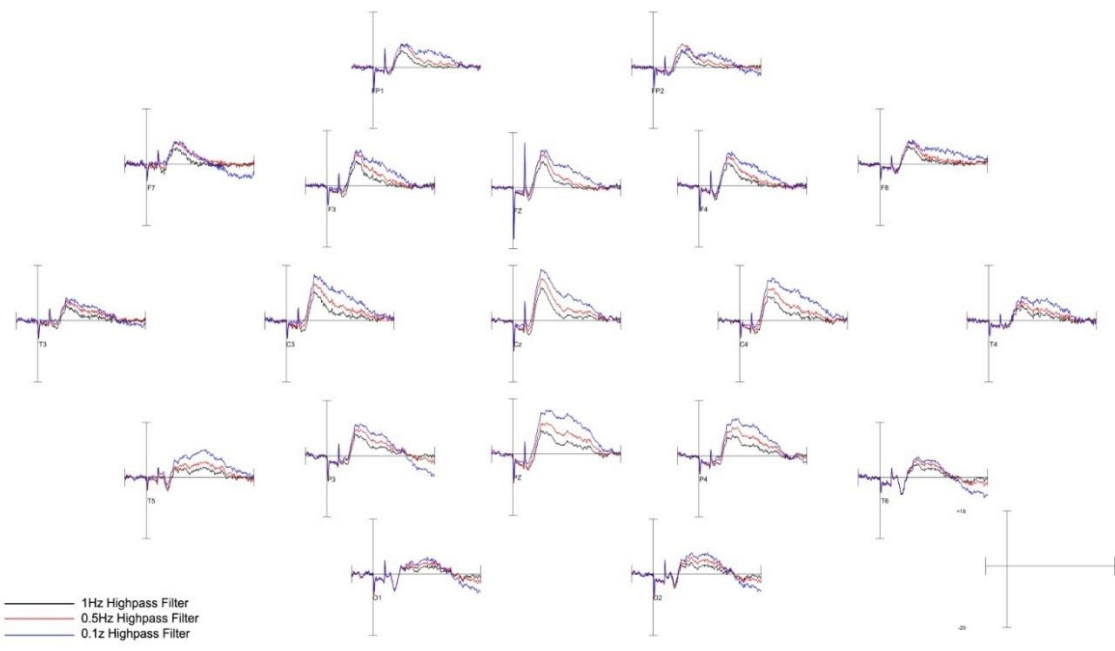 FP1
FP2
F7
F3
FZ
F4
F8
T3
C3
Cz
C4
T4
T5
P3
PZ
P4
T6
+18
O1
O2
-20
1Hz Highpass Filter
0.5Hz Highpass Filter
0.1z Highpass Filter